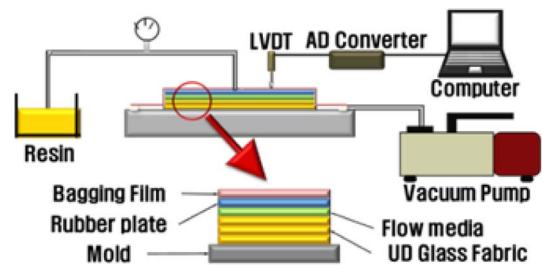 LVDT AD Converter
Computer
Resin
Vacuum Pump
Bagging Film
Rubber plate
Mold
Flow media
UD Glass Fabric